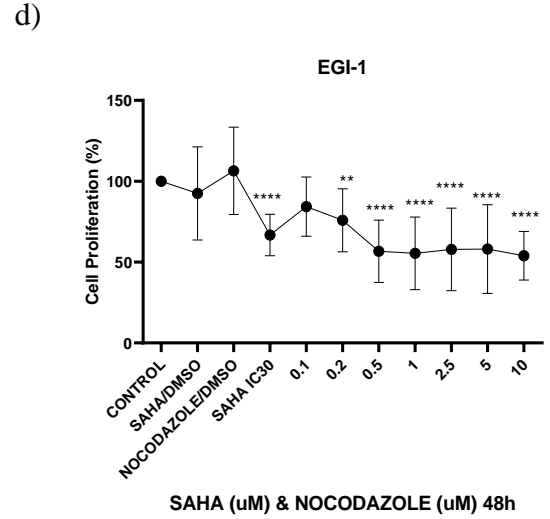 d)
EGI-1
150
100
50
0
Cell Proliferation (%)
****
**
****
****
****
****
****
CONTROL
SAHA/DMSO
NOCODAZOLE/DMSO
SAHA IC30
0.1
0.2
0.5
1
2.5
5
10
SAHA (uM) & NOCODAZOLE (uM) 48h